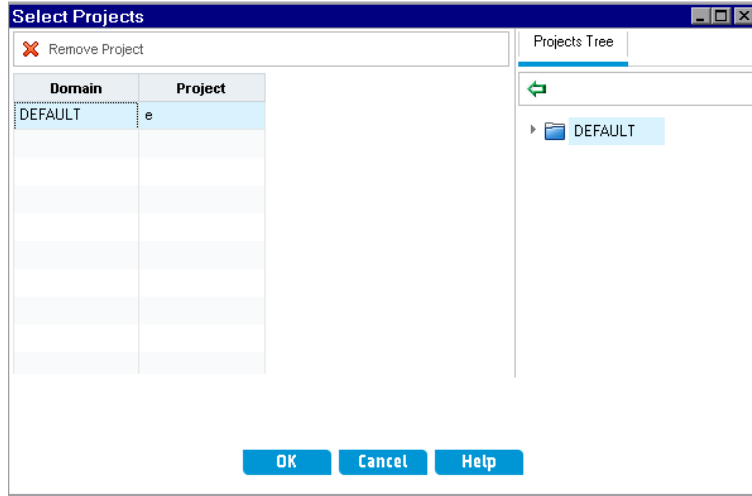 Select Projects
Remove Project
Projects Tree
Domain Project
DEFAULT e
DEFAULT
OK Cancel Help